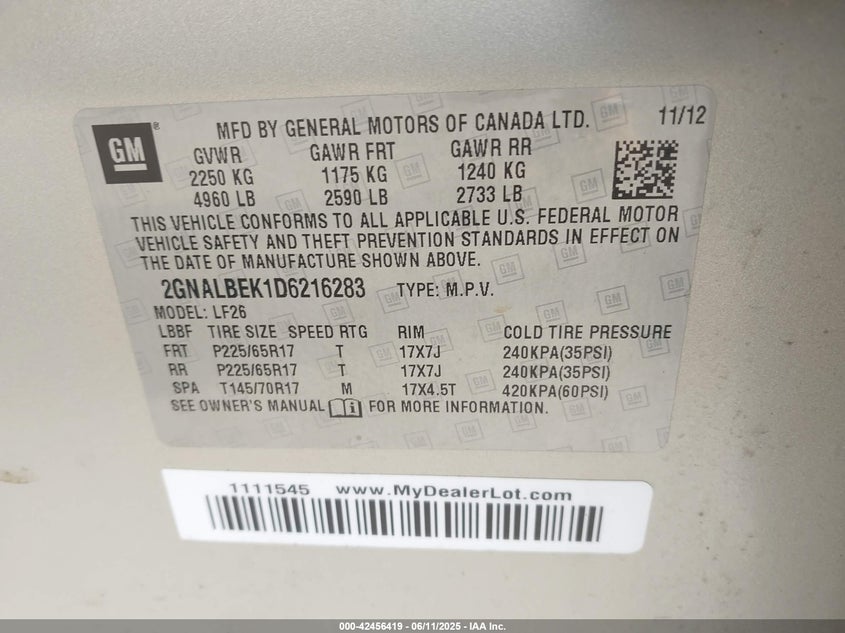 GM ® MFD BY GENERAL MOTORS OF CANADA LTD. 11/12
GVWR GAWR FRT GAWR RR
2250 KG 1175 KG 1240 KG
4960 LB 2590 LB 2733 LB
THIS VEHICLE CONFORMS TO ALL APPLICABLE U.S. FEDERAL MOTOR
VEHICLE SAFETY AND THEFT PREVENTION STANDARDS IN EFFECT ON
THE DATE OF MANUFACTURE SHOWN ABOVE.
2GNALBEK1D6216283 TYPE: M.P.V.
MODEL: LF26
LBBF TIRE SIZE SPEED RTG RIM COLD TIRE PRESSURE
FRT P225/65R17 T 17X7J 240KPA(35PSI)
RR P225/65R17 T 17X7J 240KPA(35PSI)
SPA T145/70R17 M 17X4.5T 420KPA(60PSI)
SEE OWNER'S MANUAL FOR MORE INFORMATION.
1111545 www.MyDealerLot.com
000-42456419 - 06/11/2025 - IAA Inc.